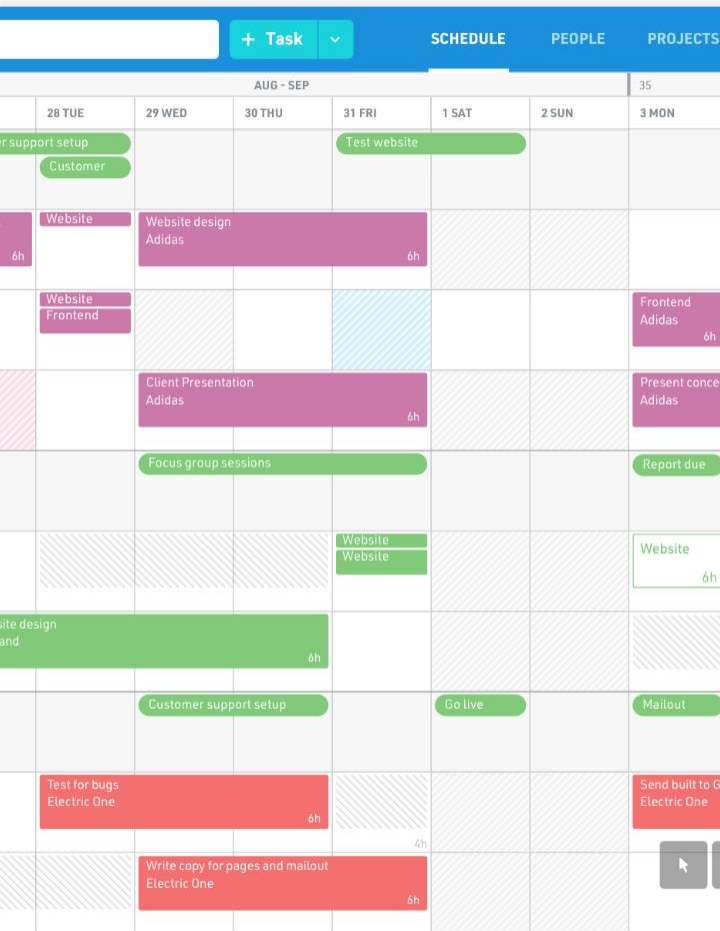 + Task
SCHEDULE
PEOPLE
PROJECTS
AUG - SEP
35
28 TUE
29 WED
30 THU
31 FRI
1 SAT
2 SUN
3 MON
support setup
Test website
Customer
Website
Website design
Adidas
6h
6h
Website
Frontend
Frontend
Adidas
6h
Client Presentation
Adidas
6h
Present
Adidas
Focus group sessions
Report due
Website
Website
Website
6h
design
6h
Customer support setup
Go live
Mailout
Test for bugs
Electric One
6h
4h
Send built to G
Electric One
Write copy for pages and mailout
Electric One
6h